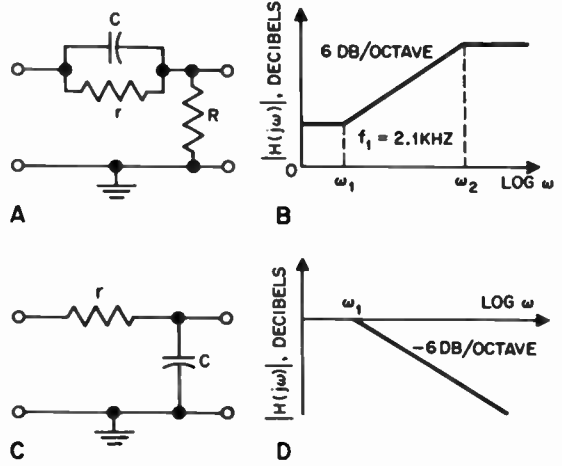 C
r
R
A
|H(jω)|, DECIBELS
6 DB/OCTAVE
f₁ = 2.1KHZ
0
ω₁
ω₂
LOG ω
B
r
C
C
|H(jω)|, DECIBELS
ω₁
LOG ω
-6 DB/OCTAVE
D